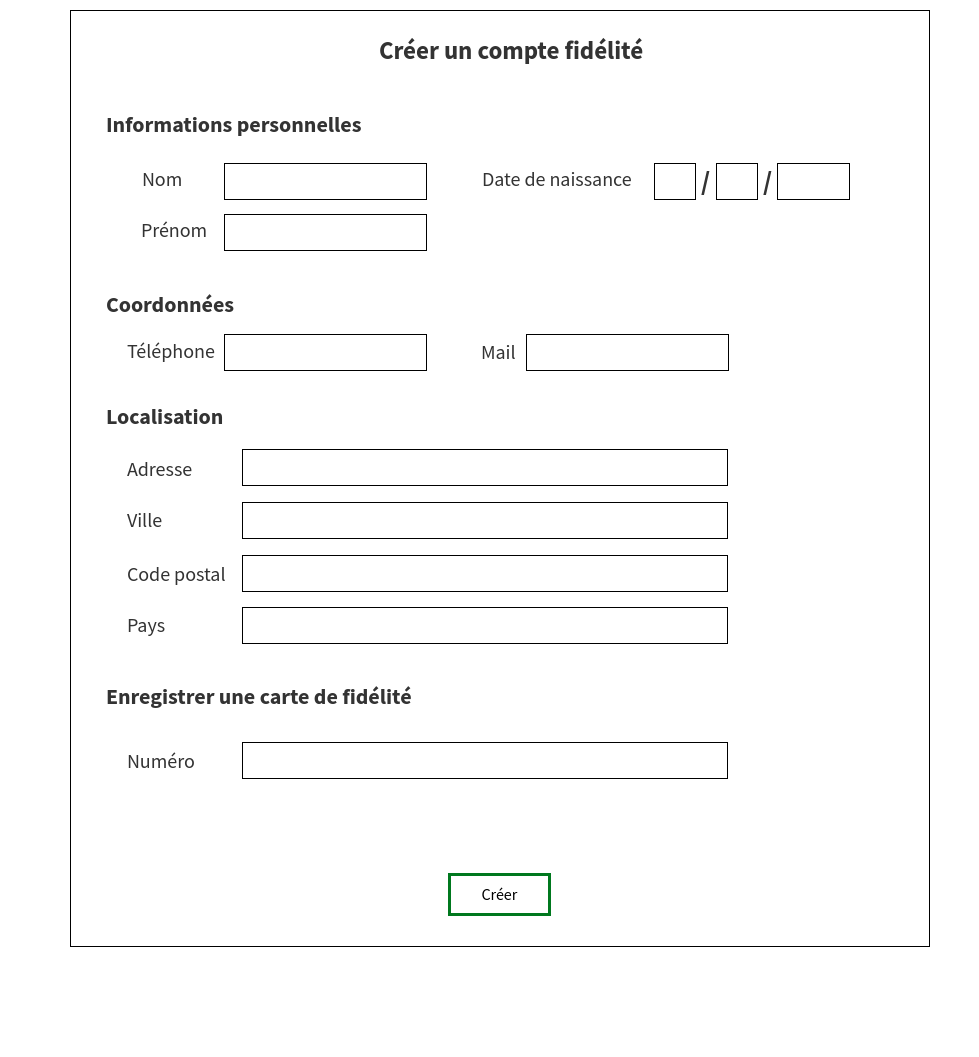 Créer un compte fidélité
Informations personnelles
Nom
Date de naissance / /
Prénom
Coordonnées
Téléphone
Mail
Localisation
Adresse
Ville
Code postal
Pays
Enregistrer une carte de fidélité
Numéro
Créer